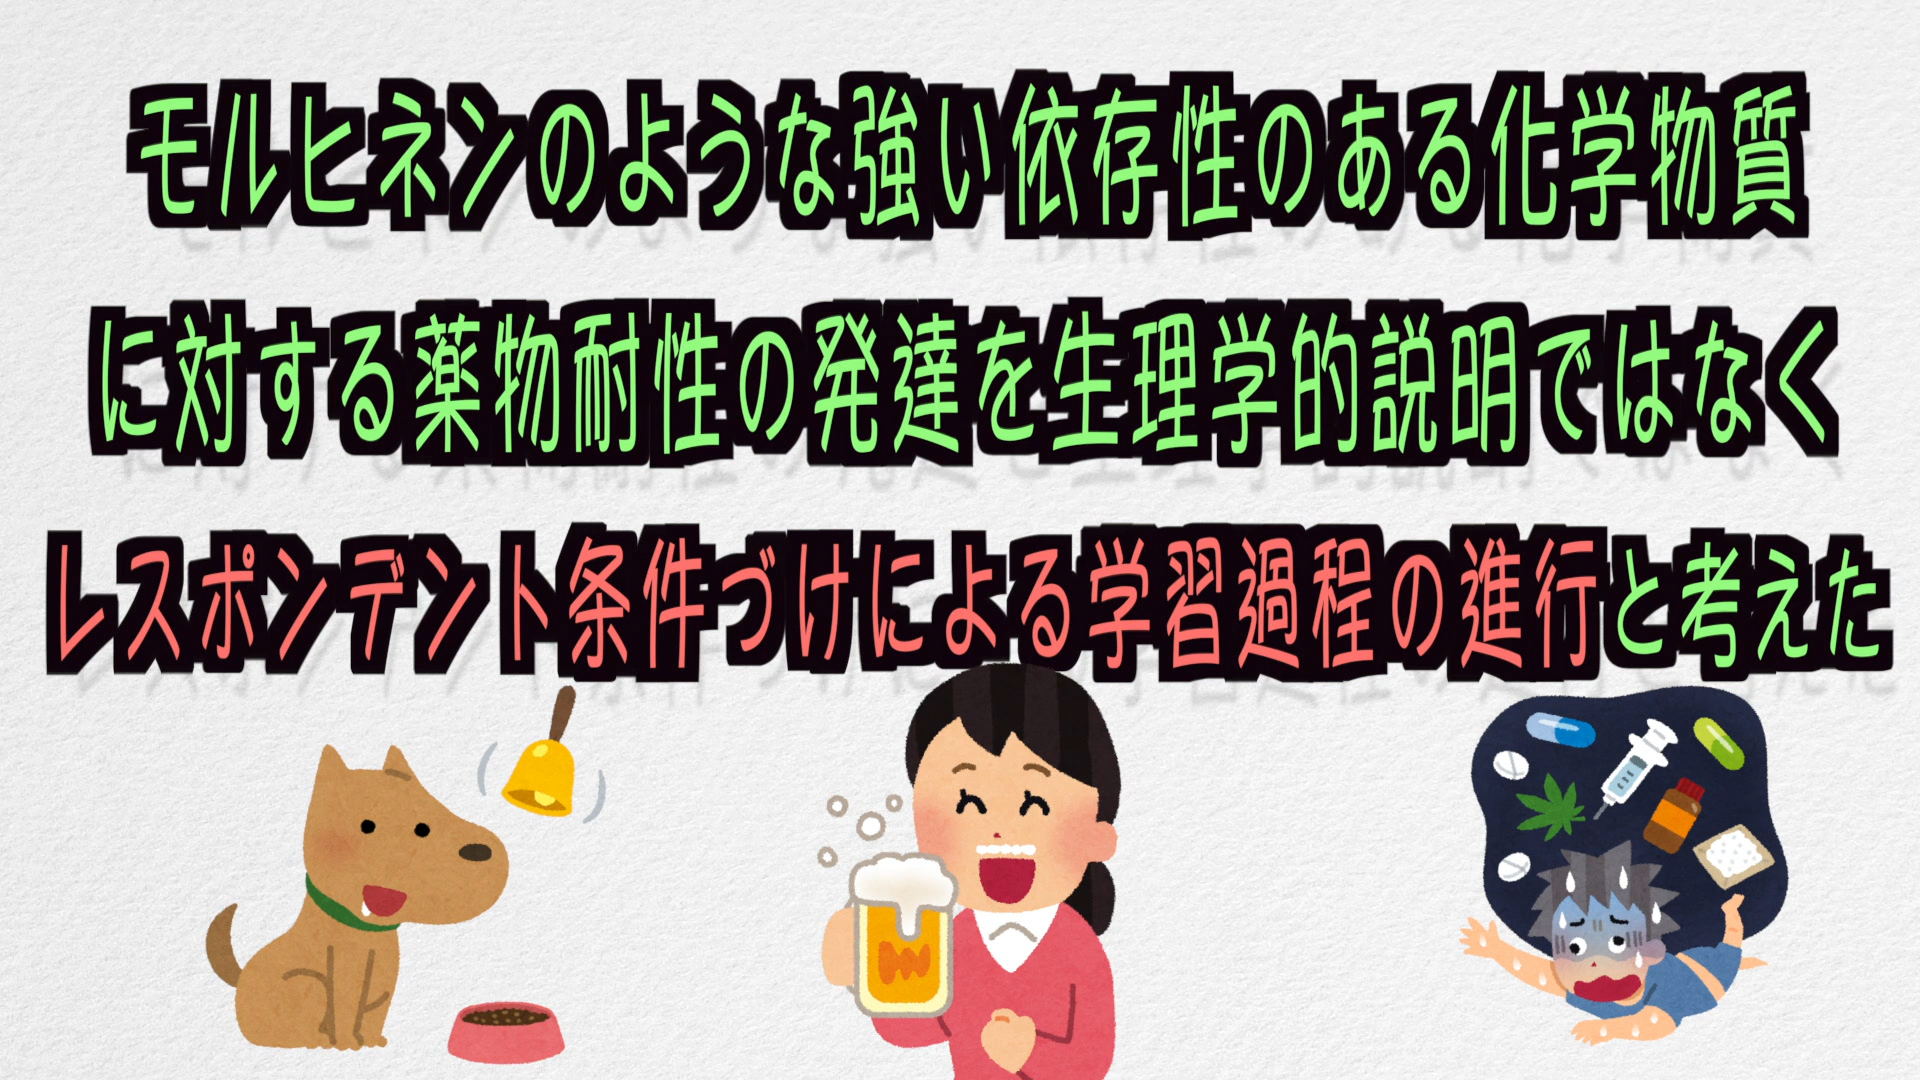 モルヒネンのような強い依存性のある化学物質
に対する薬物耐性の発達を生理学的説明ではなく
レスポンデント条件づけによる学習過程の進行と考えた